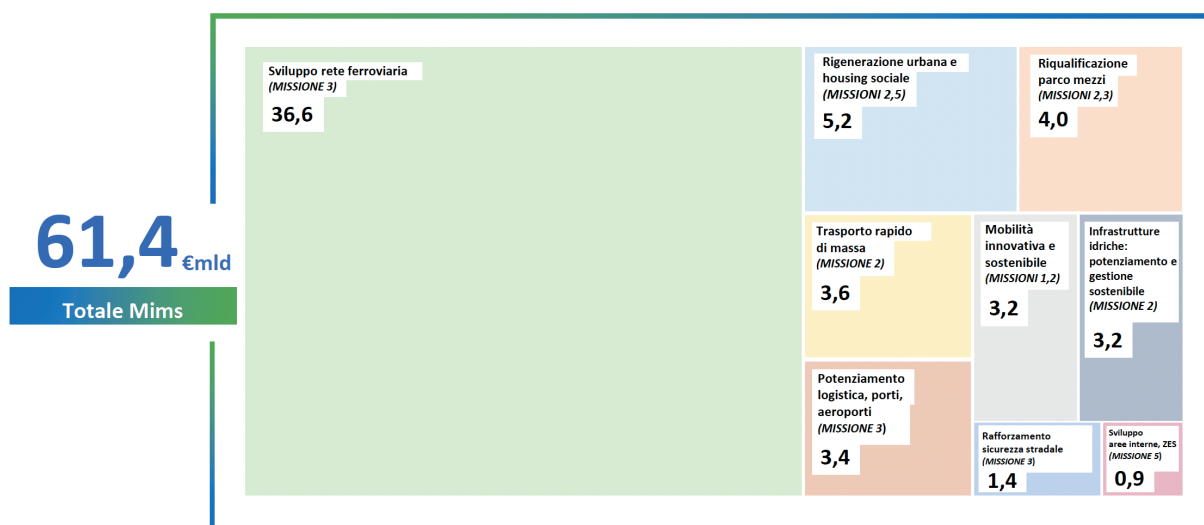 61,4 €mld
Totale Mims
Sviluppo rete ferroviaria
(MISSIONE 3)
36,6
Rigenerazione urbana e
housing sociale
(MISSIONI 2,5)
5,2
Riqualificazione
parco mezzi
(MISSIONI 2,3)
4,0
Trasporto rapido
di massa
(MISSIONE 2)
3,6
Mobilità
innovativa e
sostenibile
(MISSIONI 1,2)
3,2
Infrastrutture
idriche:
potenziamento e
gestione
sostenibile
(MISSIONE 2)
3,2
Potenziamento
logistica, porti,
aeroporti
(MISSIONE 3)
3,4
Rafforzamento
sicurezza stradale
(MISSIONE 3)
1,4
Sviluppo
aree interne, ZES
(MISSIONE 5)
0,9